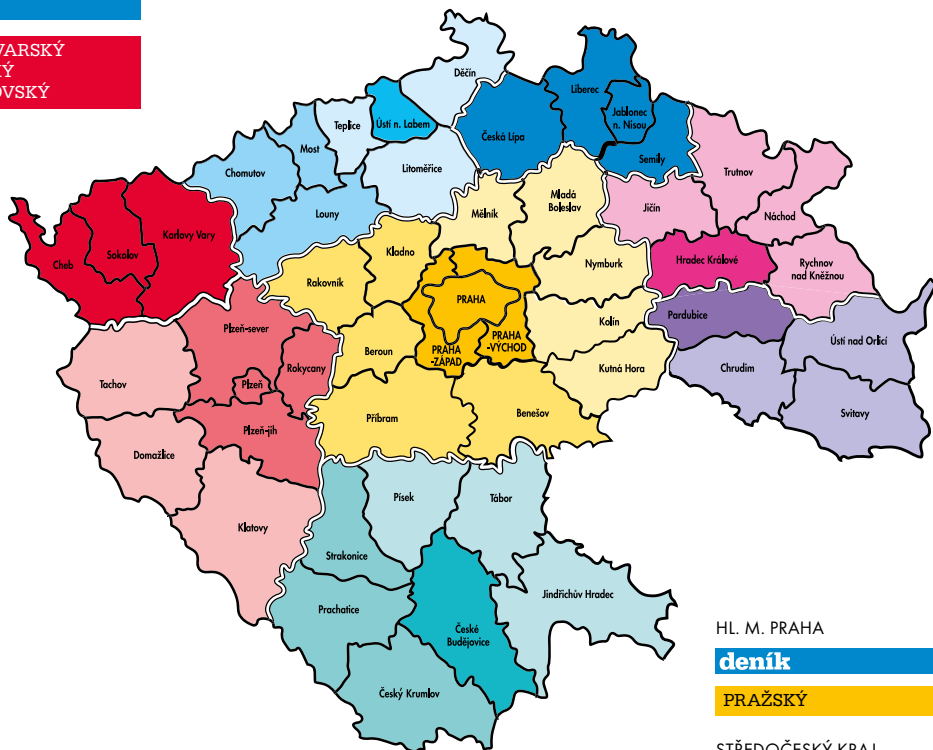 VARSKÝ
KÝ
OVSKÝ
Děčín
Liberec
Jablonec
n. Nisou
Teplice
Ústí n. Labem
Česká Lípa
Most
Semily
Chomutov
Litoměřice
Trutnov
Mladá
Boleslav
Louny
Mělník
Jičín
Náchod
Karlovy Vary
Kladno
Sokolov
Cheb
Rakovník
Nymburk
Hradec Králové
Rychnov
nad Kněžnou
PRAHA
Pardubice
Kolín
Plzeň-sever
PRAHA
-VÝCHOD
Ústí nad Orlicí
Beroun
PRAHA
-ZÁPAD
Rokycany
Kutná Hora
Chrudim
Tachov
Plzeň
Svitavy
Příbram
Benešov
Plzeň-jih
Domažlice
Písek
Tábor
Klatovy
Strakonice
Jindřichův Hradec
Prachatice
České
Budějovice
Český Krumlov
HL. M. PRAHA
deník
PRAŽSKÝ
STŘEDOČESKÝ KRAJ